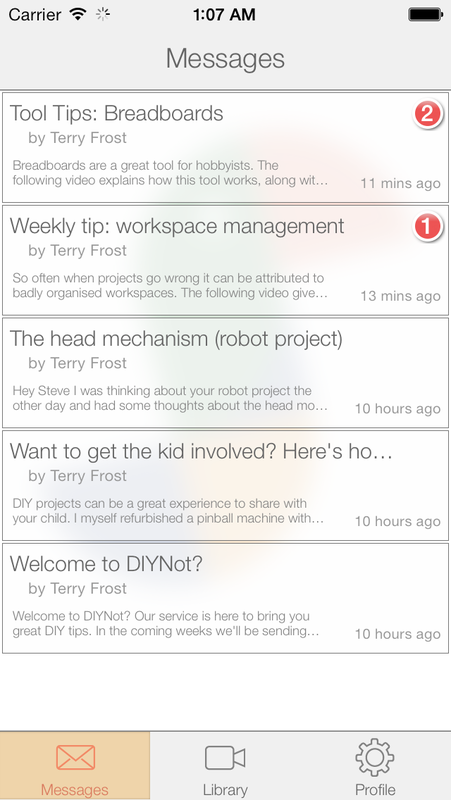 Carrier 1:07 AM
Messages
Tool Tips: Breadboards
2
by Terry Frost
Breadboards are a great tool for hobbyists. The
following video explains how this tool works, along wit…
11 mins ago
Weekly tip: workspace management
1
by Terry Frost
So often when projects go wrong it can be attributed to
badly organised workspaces. The following video give…
13 mins ago
The head mechanism (robot project)
by Terry Frost
Hey Steve I was thinking about your robot project the
other day and had some thoughts about the head mo…
10 hours ago
Want to get the kid involved? Here's ho…
by Terry Frost
DIY projects can be a great experience to share with
your child. I myself refurbished a pinball machine with…
10 hours ago
Welcome to DIYNot?
by Terry Frost
Welcome to DIYNot? Our service is here to bring you
great DIY tips. In the coming weeks we'll be sending…
10 hours ago
Messages Library Profile